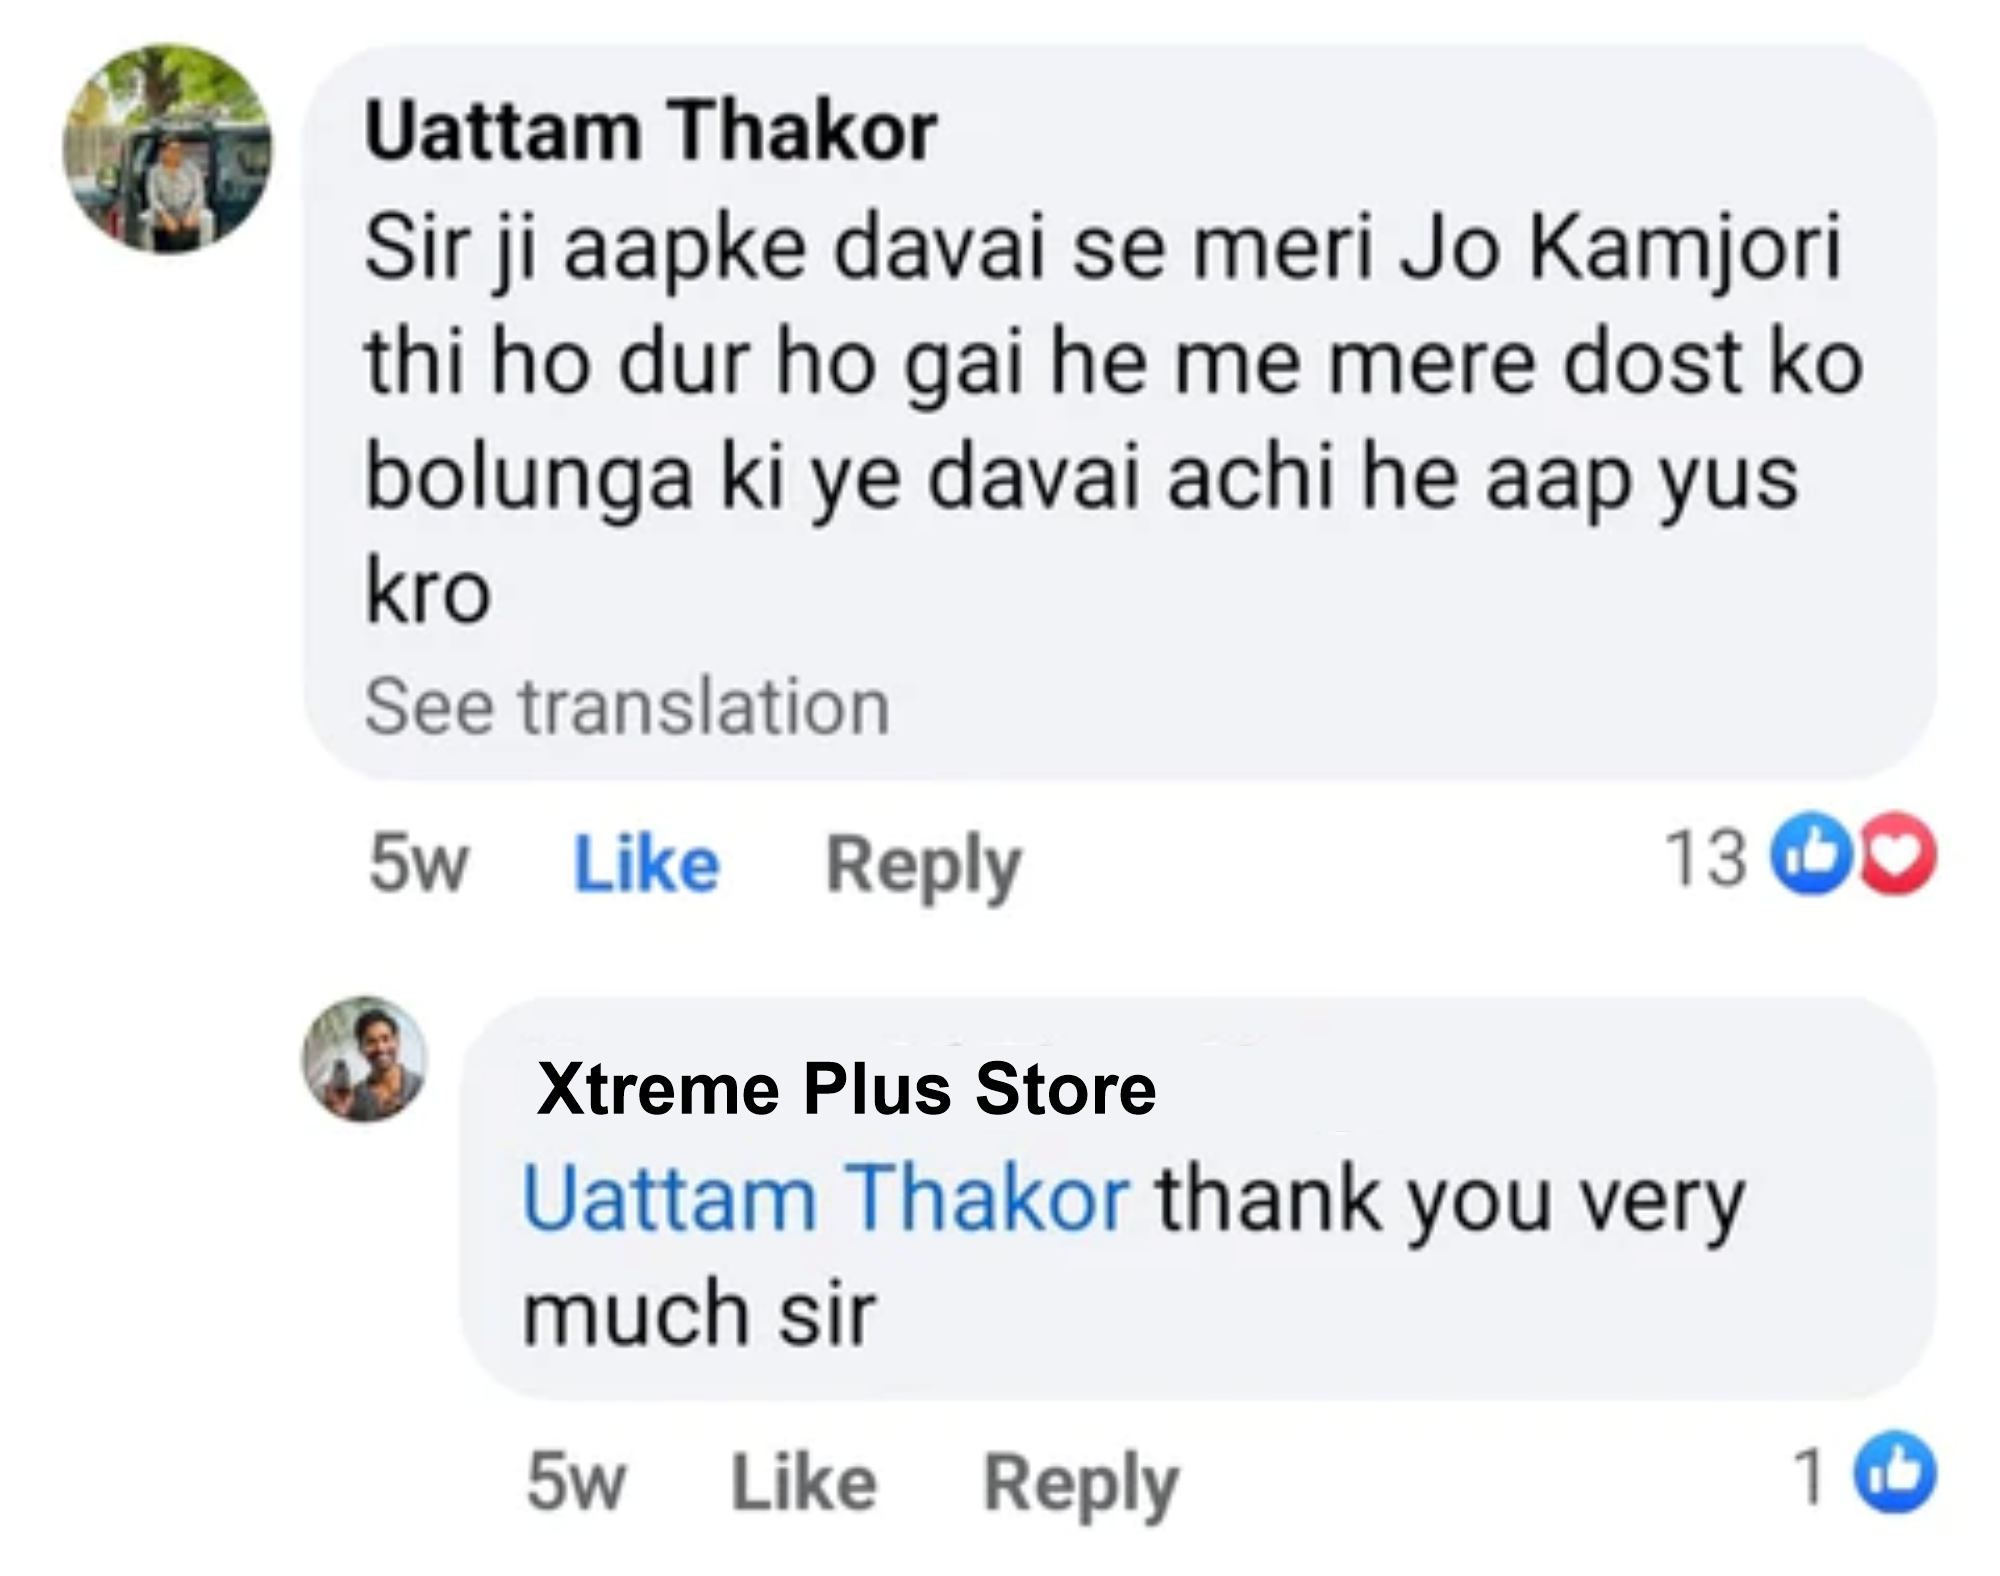 Uattam Thakor
Sir ji aapke davai se meri Jo Kamjori
thi ho dur ho gai he me mere dost ko
bolunga ki ye davai achi he aap yus
kro
See translation
5w Like Reply 13
Xtreme Plus Store
Uattam Thakor thank you very
much sir
5w Like Reply 1